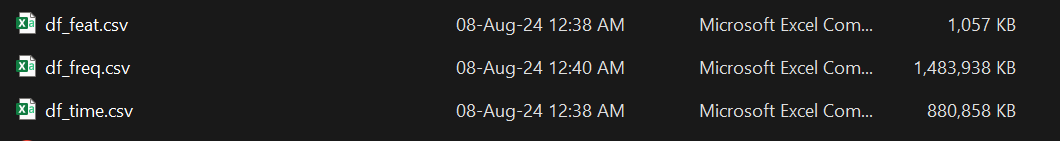 df_feat.csv 08-Aug-24 12:38 AM Microsoft Excel Com... 1,057 KB
df_freq.csv 08-Aug-24 12:40 AM Microsoft Excel Com... 1,483,938 KB
df_time.csv 08-Aug-24 12:38 AM Microsoft Excel Com... 880,858 KB